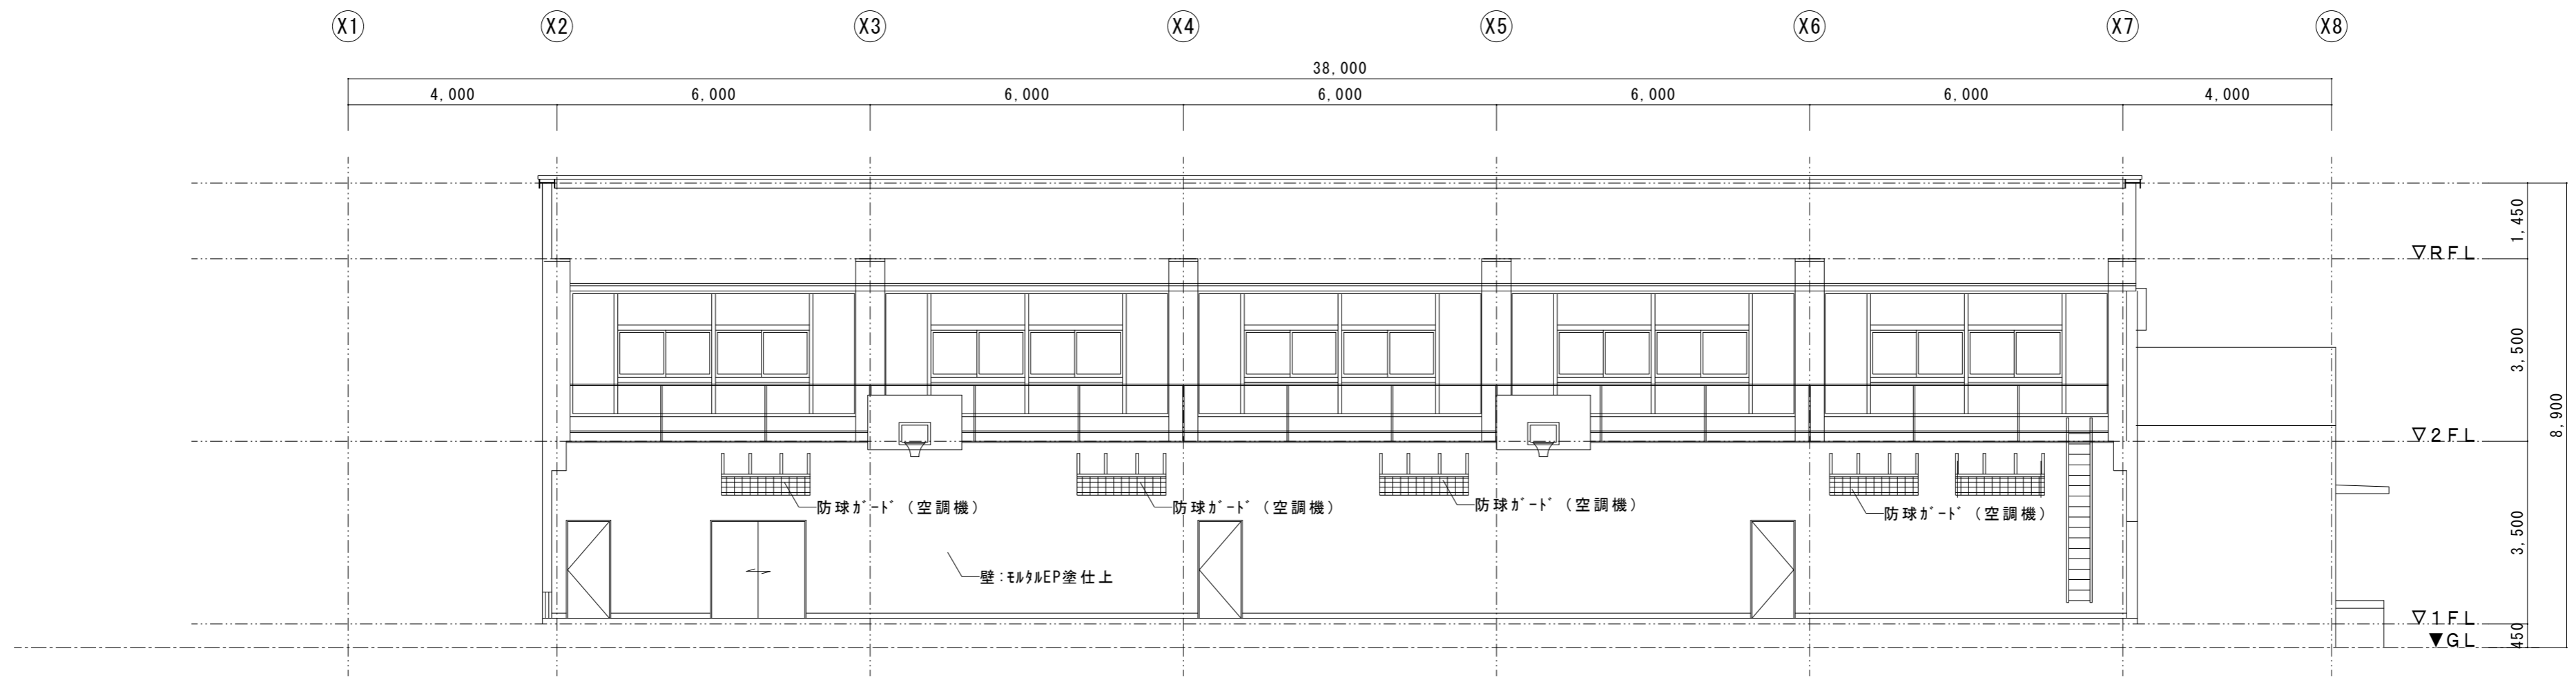 X1 X2 X3 X4 X5 X6 X7 X8
38,000
4,000 6,000 6,000 6,000 6,000 6,000 4,000
1,450
▽RFL
3,500
8,900
▽2FL
防球ガード(空調機)
防球ガード(空調機)
防球ガード(空調機)
防球ガード(空調機)
3,500
壁:モルタルEP塗仕上
▽1FL
450
▼GL